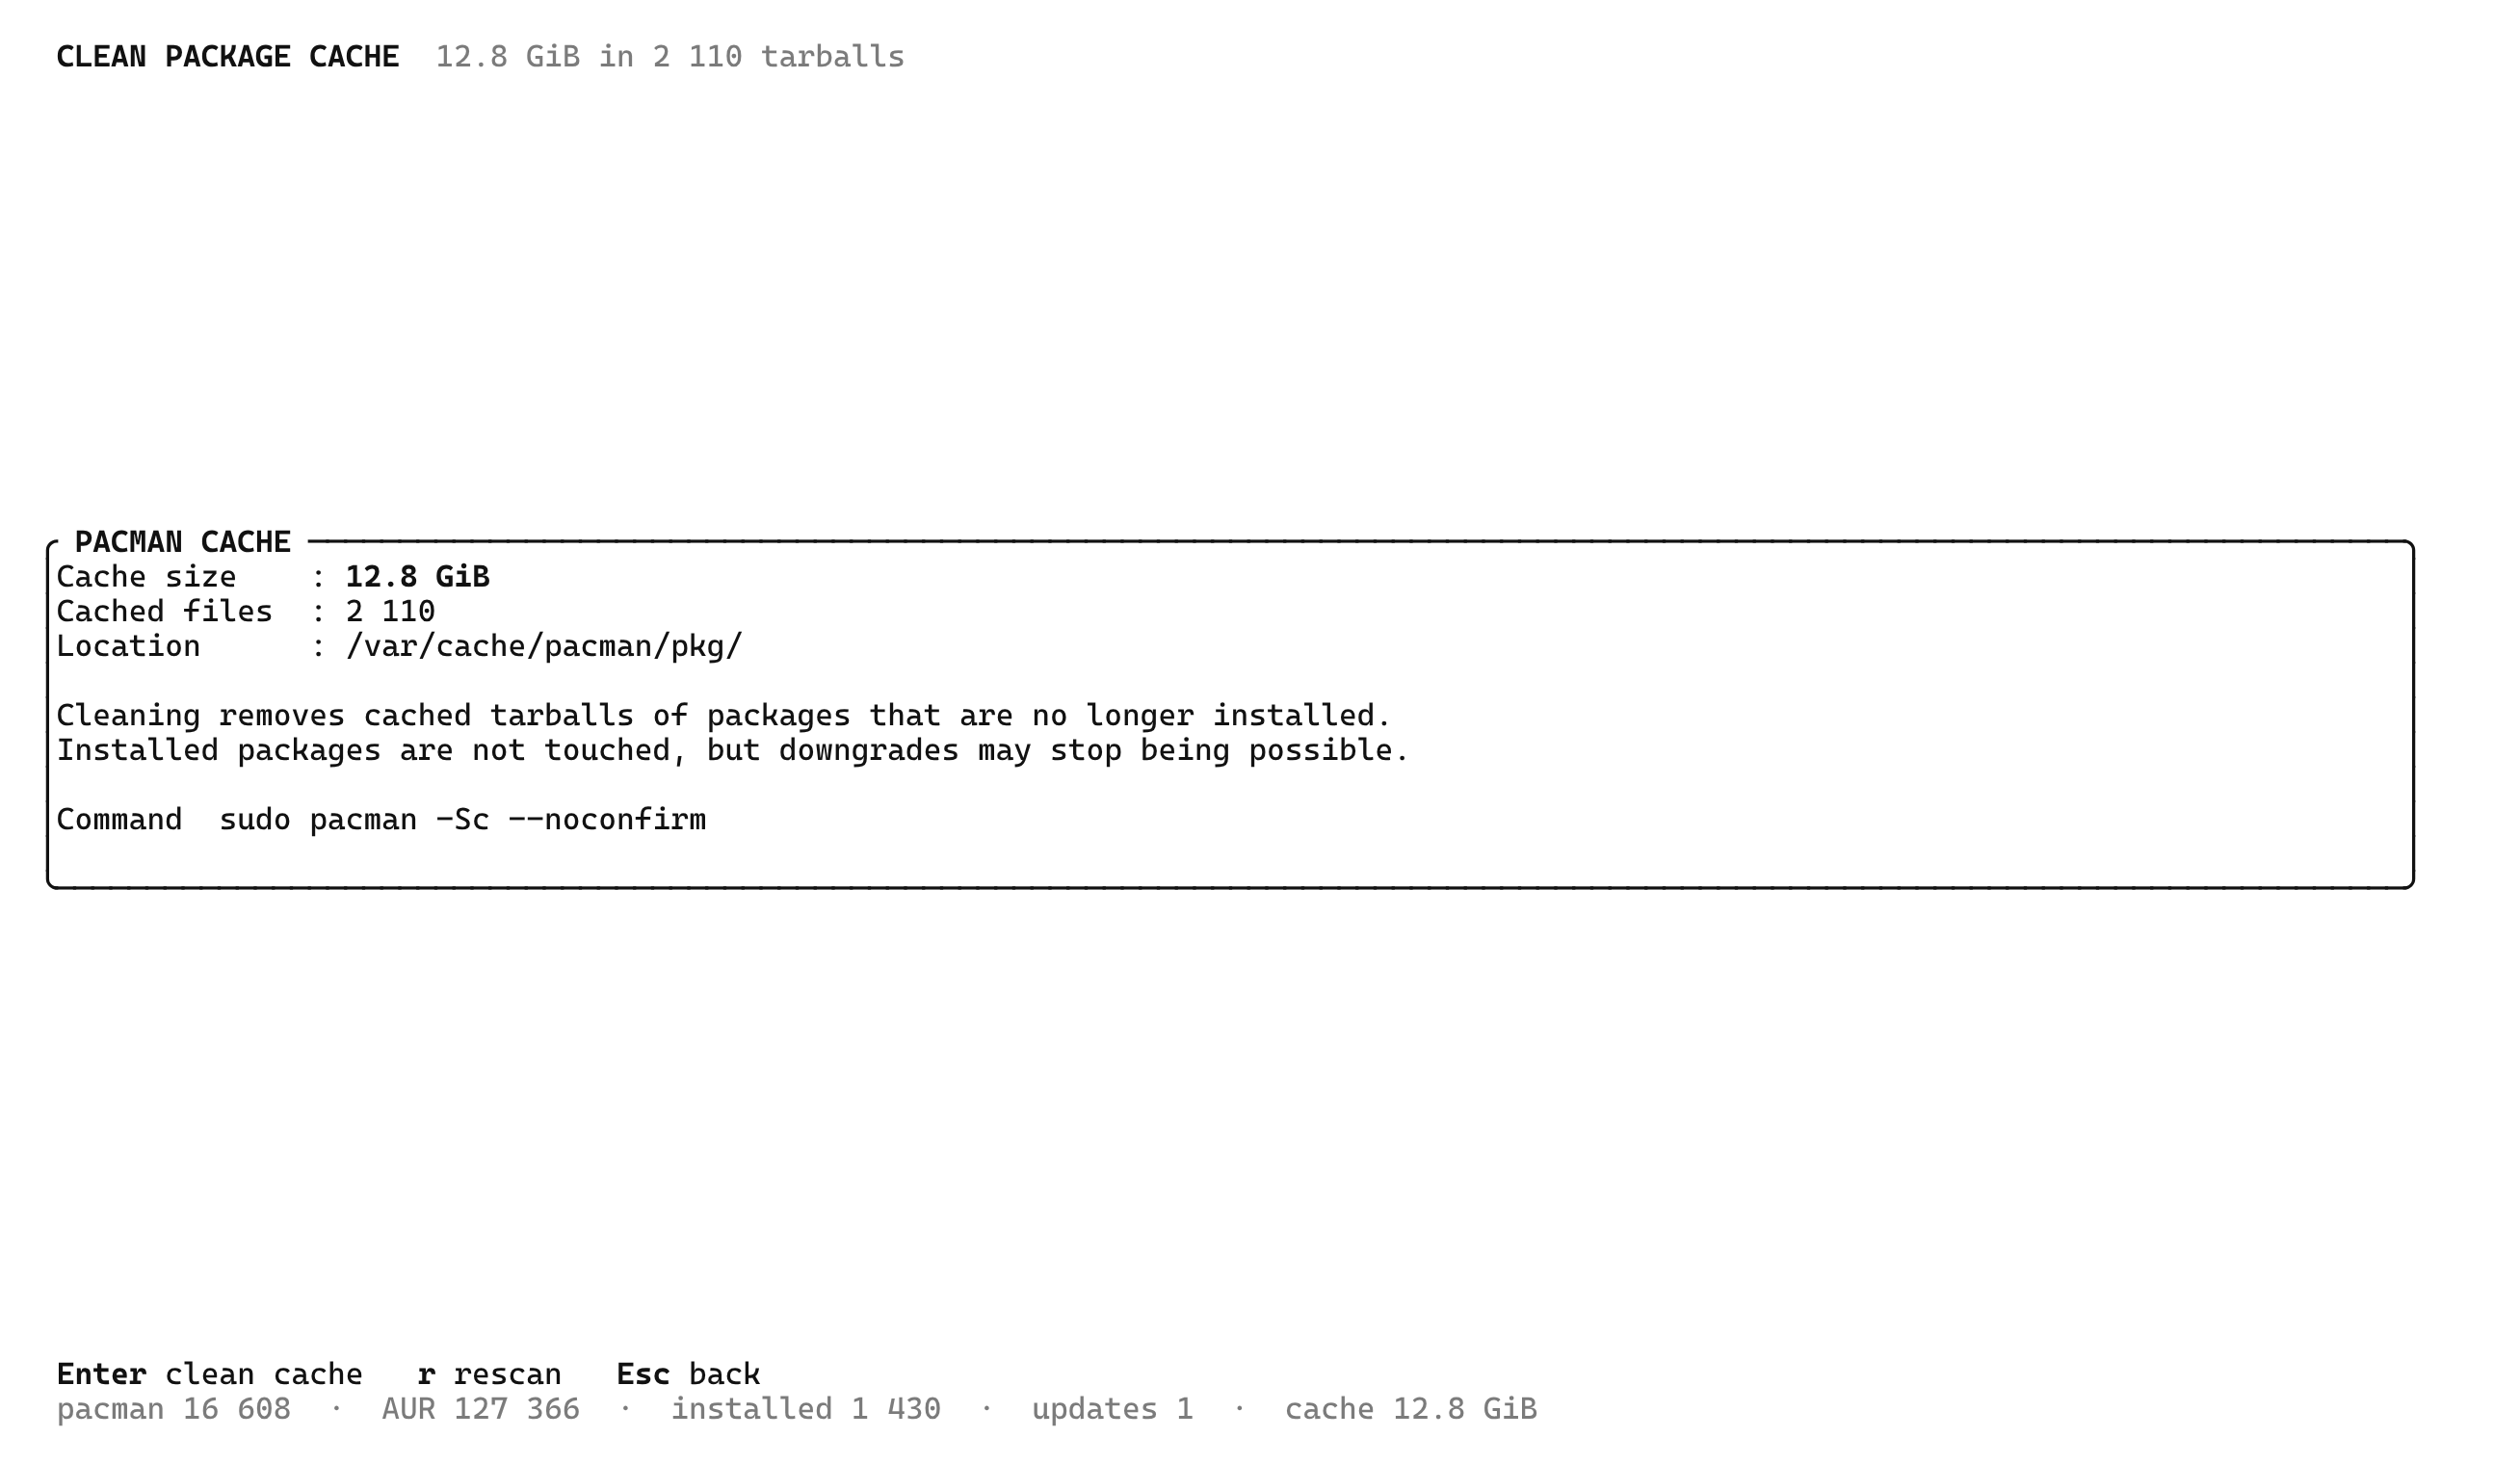 CLEAN PACKAGE CACHE  12.8 GiB in 2 110 tarballs
PACMAN CACHE
Cache size    : 12.8 GiB
Cached files  : 2 110
Location      : /var/cache/pacman/pkg/
Cleaning removes cached tarballs of packages that are no longer installed.
Installed packages are not touched, but downgrades may stop being possible.
Command  sudo pacman -Sc --noconfirm
Enter clean cache   r rescan   Esc back
pacman 16 608  ·  AUR 127 366  ·  installed 1 430  ·  updates 1  ·  cache 12.8 GiB